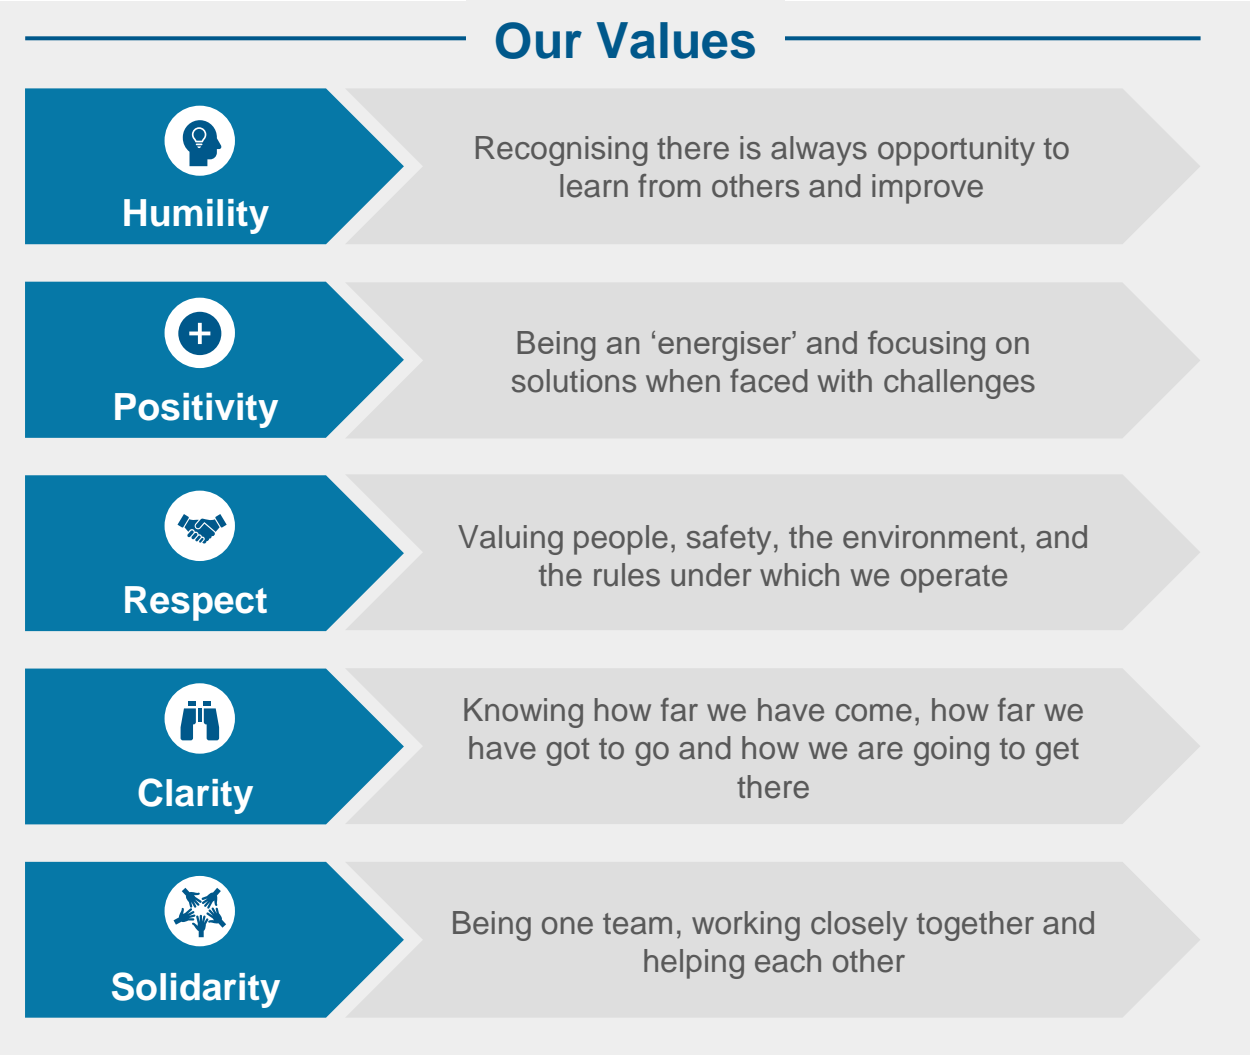 Our Values
Humility
Recognising there is always opportunity to
learn from others and improve
Positivity
Being an ‘energiser’ and focusing on
solutions when faced with challenges
Respect
Valuing people, safety, the environment, and
the rules under which we operate
Clarity
Knowing how far we have come, how far we
have got to go and how we are going to get
there
Solidarity
Being one team, working closely together and
helping each other